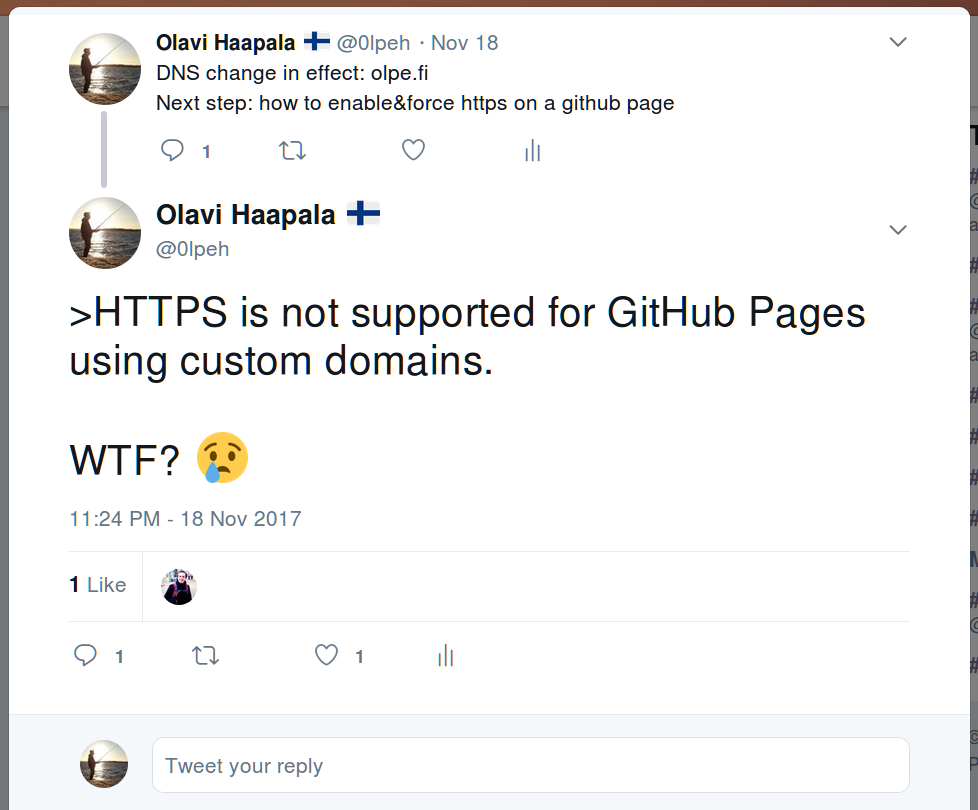 Olavi Haapala 🇫🇮 @0lpeh · Nov 18
DNS change in effect: olpe.fi
Next step: how to enable&force https on a github page
1
Olavi Haapala 🇫🇮
@0lpeh
>HTTPS is not supported for GitHub Pages
using custom domains.
WTF? 😢
11:24 PM - 18 Nov 2017
1 Like
1 1
Tweet your reply